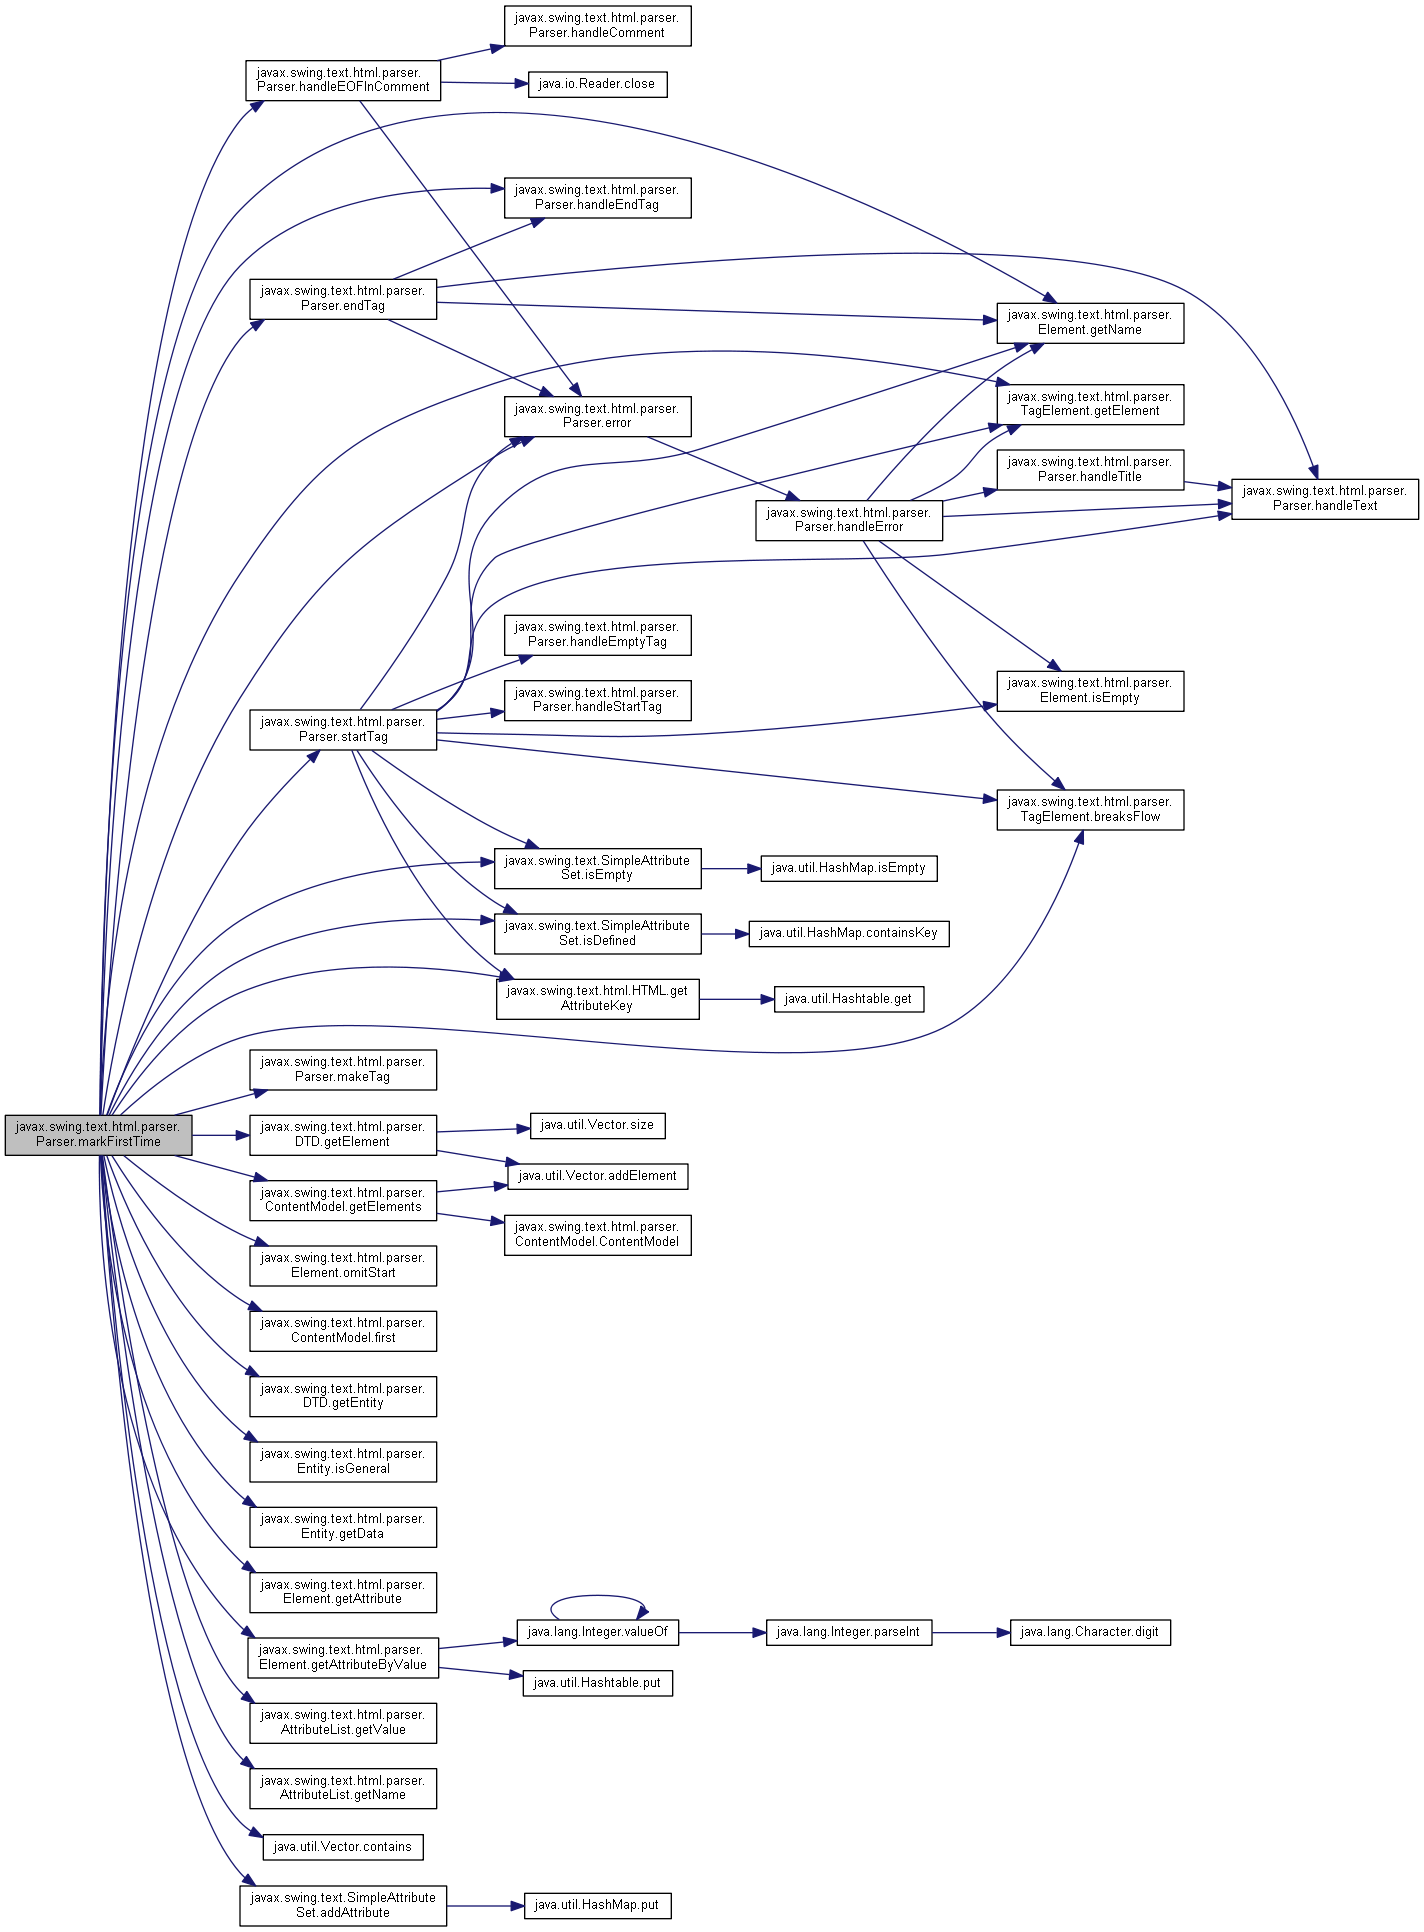 javax.swing.text.html.parser.
Parser.handleComment
javax.swing.text.html.parser.
Parser.handleEOFInComment
java.io.Reader.close
javax.swing.text.html.parser.
Parser.handleEndTag
javax.swing.text.html.parser.
Parser.endTag
javax.swing.text.html.parser.
Element.getName
javax.swing.text.html.parser.
TagElement.getElement
javax.swing.text.html.parser.
Parser.error
javax.swing.text.html.parser.
Parser.handleTitle
javax.swing.text.html.parser.
Parser.handleText
javax.swing.text.html.parser.
Parser.handleError
javax.swing.text.html.parser.
Parser.handleEmptyTag
javax.swing.text.html.parser.
Element.isEmpty
javax.swing.text.html.parser.
Parser.handleStartTag
javax.swing.text.html.parser.
Parser.startTag
javax.swing.text.html.parser.
TagElement.breaksFlow
javax.swing.text.SimpleAttribute
Set.isEmpty
java.util.HashMap.isEmpty
javax.swing.text.SimpleAttribute
Set.isDefined
java.util.HashMap.containsKey
javax.swing.text.html.HTML.get
AttributeKey
java.util.Hashtable.get
javax.swing.text.html.parser.
Parser.makeTag
javax.swing.text.html.parser.
Parser.markFirstTime
javax.swing.text.html.parser.
DTD.getElement
java.util.Vector.size
java.util.Vector.addElement
javax.swing.text.html.parser.
ContentModel.getElements
javax.swing.text.html.parser.
ContentModel.ContentModel
javax.swing.text.html.parser.
Element.omitStart
javax.swing.text.html.parser.
ContentModel.first
javax.swing.text.html.parser.
DTD.getEntity
javax.swing.text.html.parser.
Entity.isGeneral
javax.swing.text.html.parser.
Entity.getData
javax.swing.text.html.parser.
Element.getAttribute
javax.swing.text.html.parser.
Element.getAttributeByValue
java.lang.Integer.valueOf
java.lang.Integer.parseInt
java.lang.Character.digit
java.util.Hashtable.put
javax.swing.text.html.parser.
AttributeList.getValue
javax.swing.text.html.parser.
AttributeList.getName
java.util.Vector.contains
javax.swing.text.SimpleAttribute
Set.addAttribute
java.util.HashMap.put